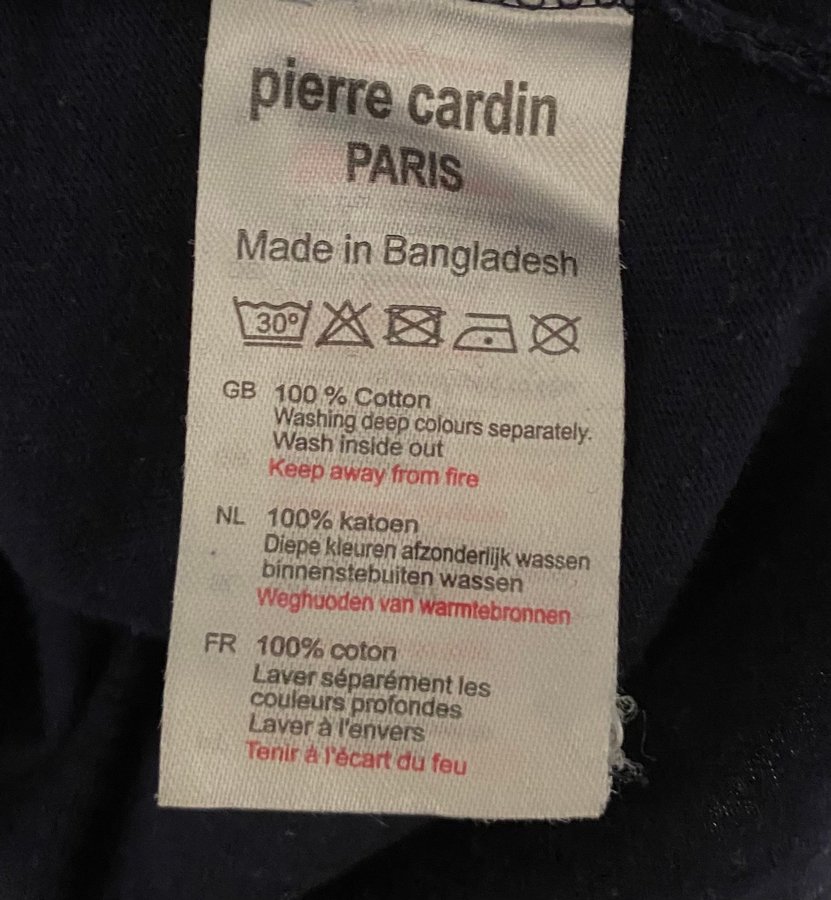 pierre cardin
PARIS
Made in Bangladesh
30°
GB 100 % Cotton
Washing deep colours separately.
Wash inside out
Keep away from fire
NL 100% katoen
Diepe kleuren afzonderlijk wassen
binnenstebuiten wassen
Weghuoden van warmtebronnen
FR 100% coton
Laver séparément les
couleurs profondes
Laver à l'envers
Tenir à l'écart du feu